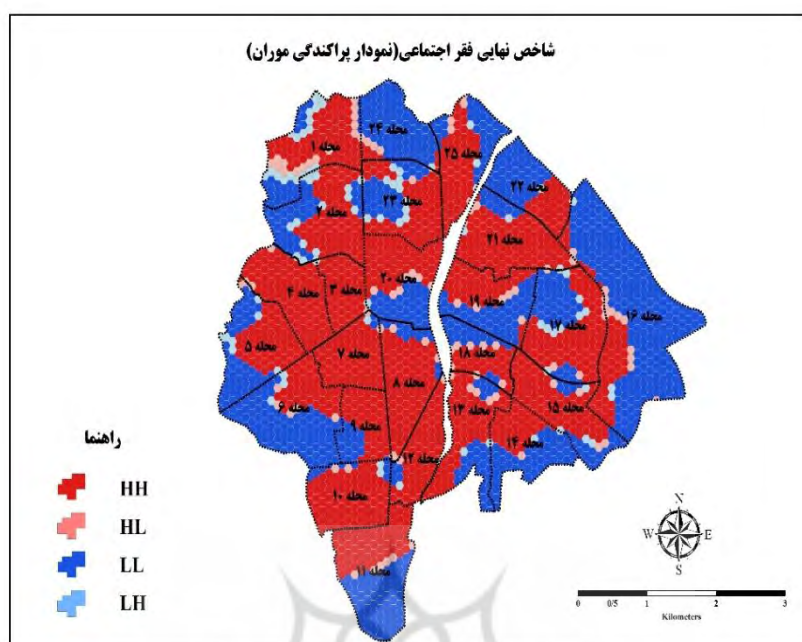 شاخص نهایی فقر اجتماعی(نمودار پراکندگی موران)
محله ۲۴
محله ۱
محله ۲۵
محله ۲۲
محله ۲۳
محله ۲
محله ۲۱
محله ۲۰
محله ۳
محله ۴
محله ۱۹
محله ۱۶
محله ۱۷
محله ۵
محله ۷
محله ۱۸
محله ۸
محله ۶
محله ۱۳
محله ۱۵
محله ۹
محله ۱۴
محله ۱۲
محله ۱۰
محله ۱۱
راهنما
HH
HL
LL
LH
N
W E
S
0 0/5 1 2 3
Kilometers